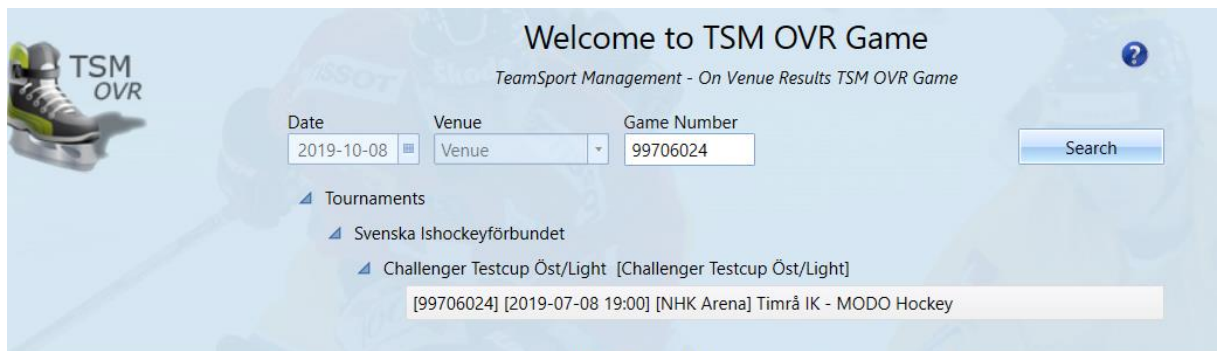 Welcome to TSM OVR Game
TSM
OVR
TeamSport Management - On Venue Results TSM OVR Game
?
Date Venue Game Number
2019-10-08 Venue 99706024 Search
Tournaments
Svenska Ishockeyförbundet
Challenger Testcup Öst/Light [Challenger Testcup Öst/Light]
[99706024] [2019-07-08 19:00] [NHK Arena] Timrå IK - MODO Hockey
TISSOT